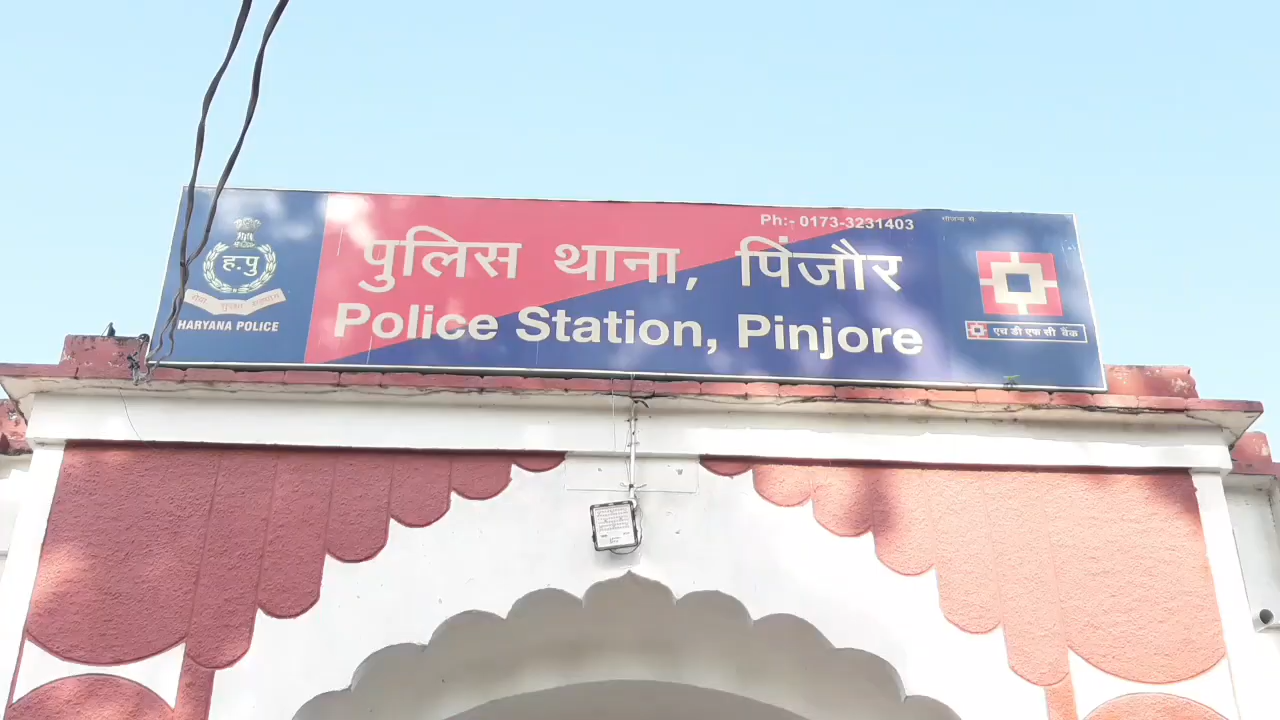 ह.पु
HARYANA POLICE
Ph:- 0173-3231403
पुलिस थाना, पिंजौर
Police Station, Pinjore
एच डी एफ सी बैंक